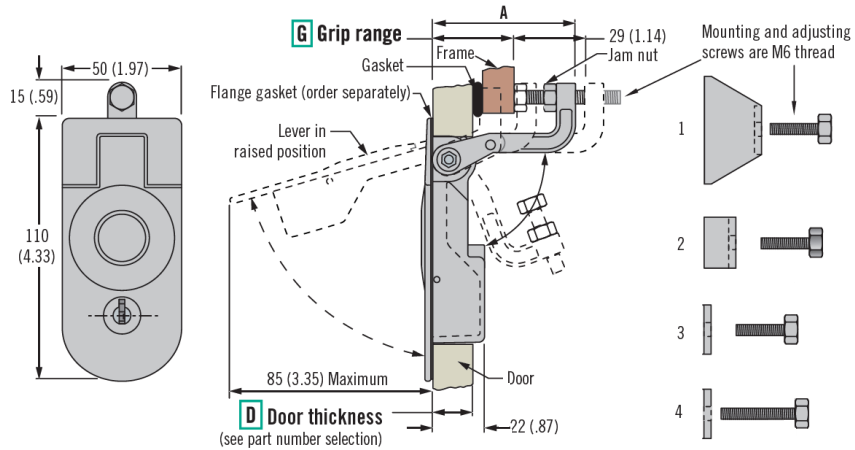 A
G Grip range
29 (1.14)
Jam nut
Mounting and adjusting
screws are M6 thread
Frame
Gasket
50 (1.97)
15 (.59)
Flange gasket (order separately)
Lever in
raised position
1
110
(4.33)
2
3
85 (3.35) Maximum
Door
D Door thickness
(see part number selection)
22 (.87)
4